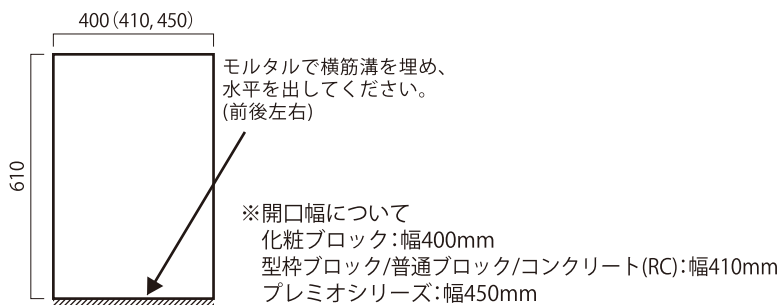 400(410, 450)
モルタルで横筋溝を埋め、
水平を出してください。
(前後左右)
610
※開口幅について
化粧ブロック:幅400mm
型枠ブロック/普通ブロック/コンクリート(RC):幅410mm
プレミオシリーズ:幅450mm